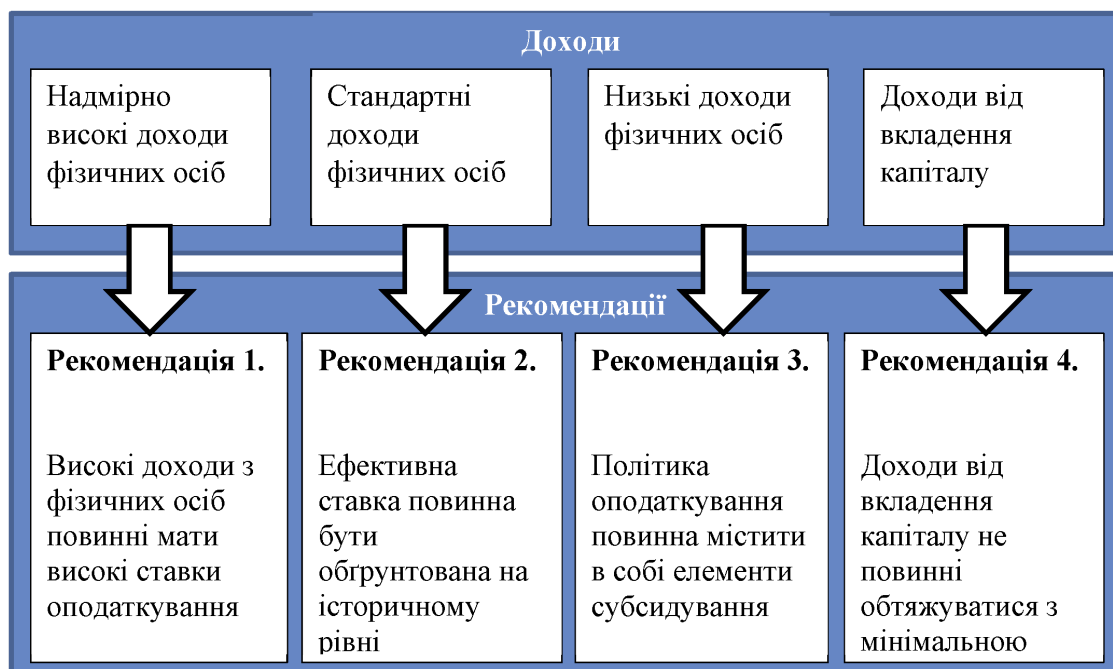 Доходи
Надмірно
високі доходи
фізичних осіб
Стандартні
доходи
фізичних осіб
Низькі доходи
фізичних осіб
Доходи від
вкладення
капіталу
Рекомендації
Рекомендація 1.
Високі доходи з
фізичних осіб
повинні мати
високі ставки
оподаткування
Рекомендація 2.
Ефективна
ставка повинна
бути
обґрунтована на
історичному
рівні
Рекомендація 3.
Політика
оподаткування
повинна містити
в собі елементи
субсидування
Рекомендація 4.
Доходи від
вкладення
капіталу не
повинні
обтяжуватися з
мінімальною